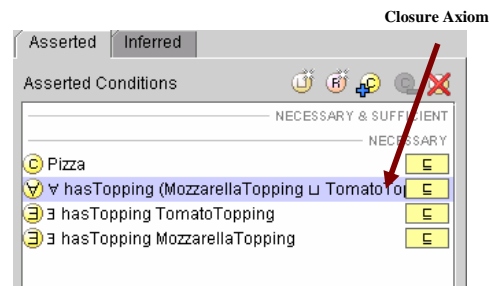 Closure Axiom
Asserted Inferred
Asserted Conditions
NECESSARY & SUFFICIENT
NECESSARY
Pizza
∀ hasTopping (MozzarellaTopping ⊔ TomatoTop
∃ hasTopping TomatoTopping
∃ hasTopping MozzarellaTopping